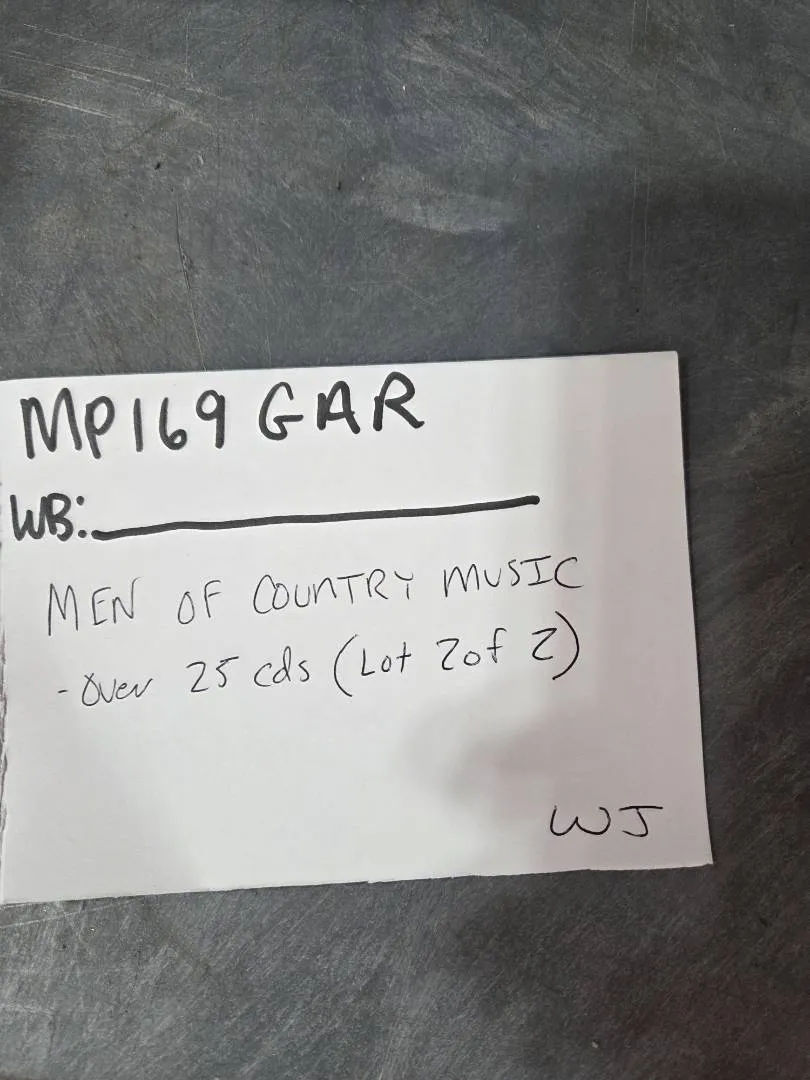 MP169 GAR
WB:
MEN OF COUNTRY MUSIC
- Over 25 cds (Lot 2 of 2)
WJ